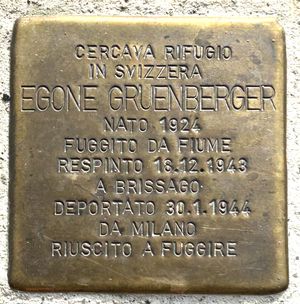 CERCAVA RIFUGIO
IN SVIZZERA
EGONE GRUENBERGER
NATO 1924
FUGGITO DA FIUME
RESPINTO 16.12.1943
A BRISSAGO
DEPORTATO 30.1.1944
DA MILANO
RIUSCITO A FUGGIRE